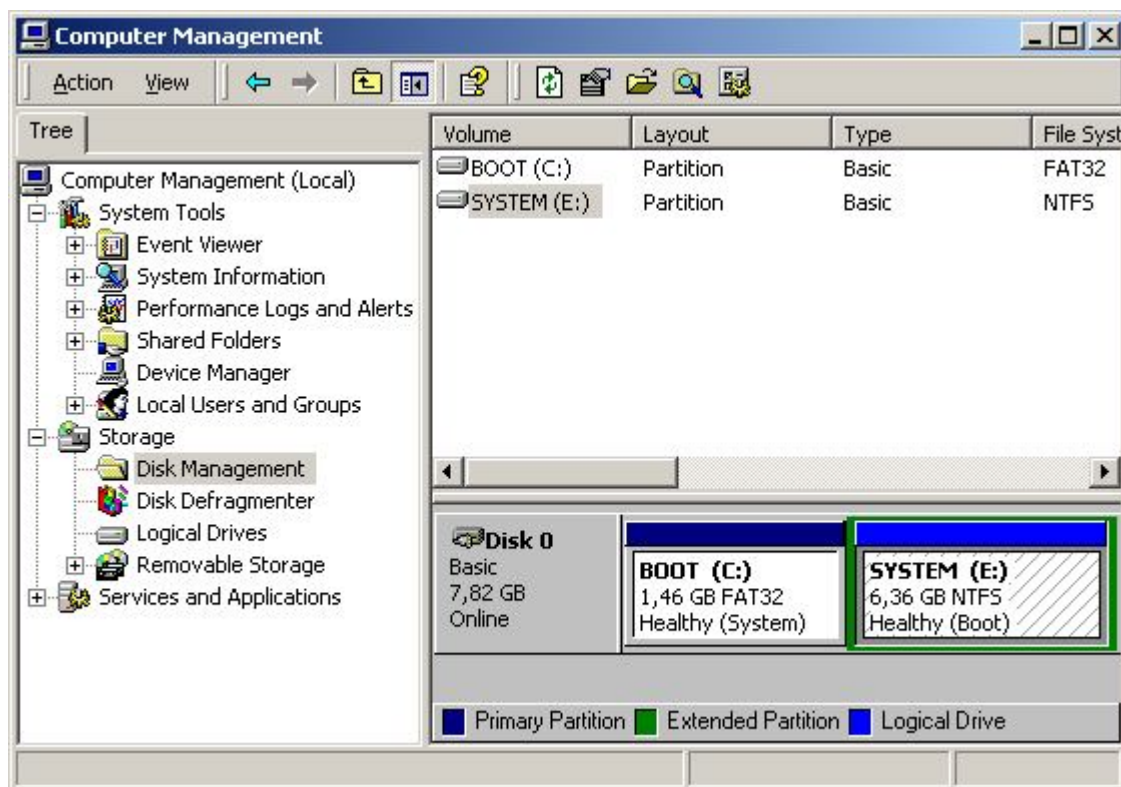 Computer Management
Action View
Tree
Volume Layout Type File Syst
BOOT (C:) Partition Basic FAT32
SYSTEM (E:) Partition Basic NTFS
Computer Management (Local)
System Tools
Event Viewer
System Information
Performance Logs and Alerts
Shared Folders
Device Manager
Local Users and Groups
Storage
Disk Management
Disk Defragmenter
Logical Drives
Removable Storage
Services and Applications
Disk 0
Basic
7,82 GB
Online
BOOT (C:)
1,46 GB FAT32
Healthy (System)
SYSTEM (E:)
6,36 GB NTFS
Healthy (Boot)
Primary Partition Extended Partition Logical Drive